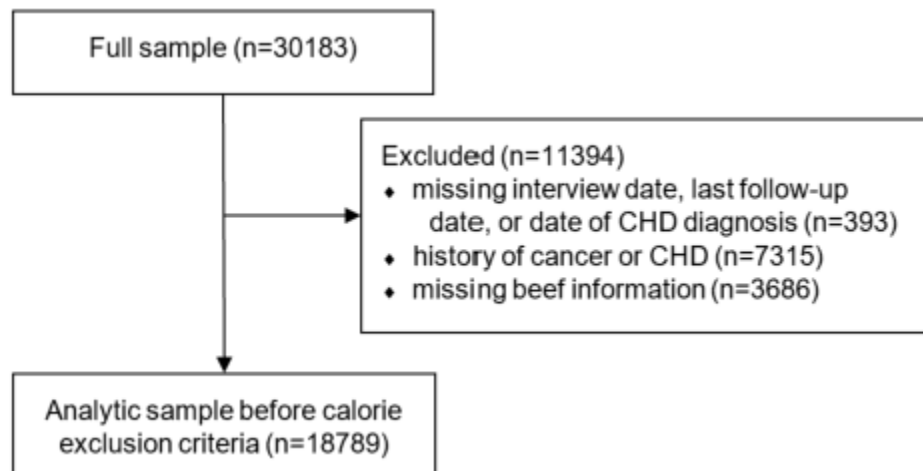 Full sample (n=30183)
Excluded (n=11394)
♦ missing interview date, last follow-up
date, or date of CHD diagnosis (n=393)
♦ history of cancer or CHD (n=7315)
♦ missing beef information (n=3686)
Analytic sample before calorie
exclusion criteria (n=18789)